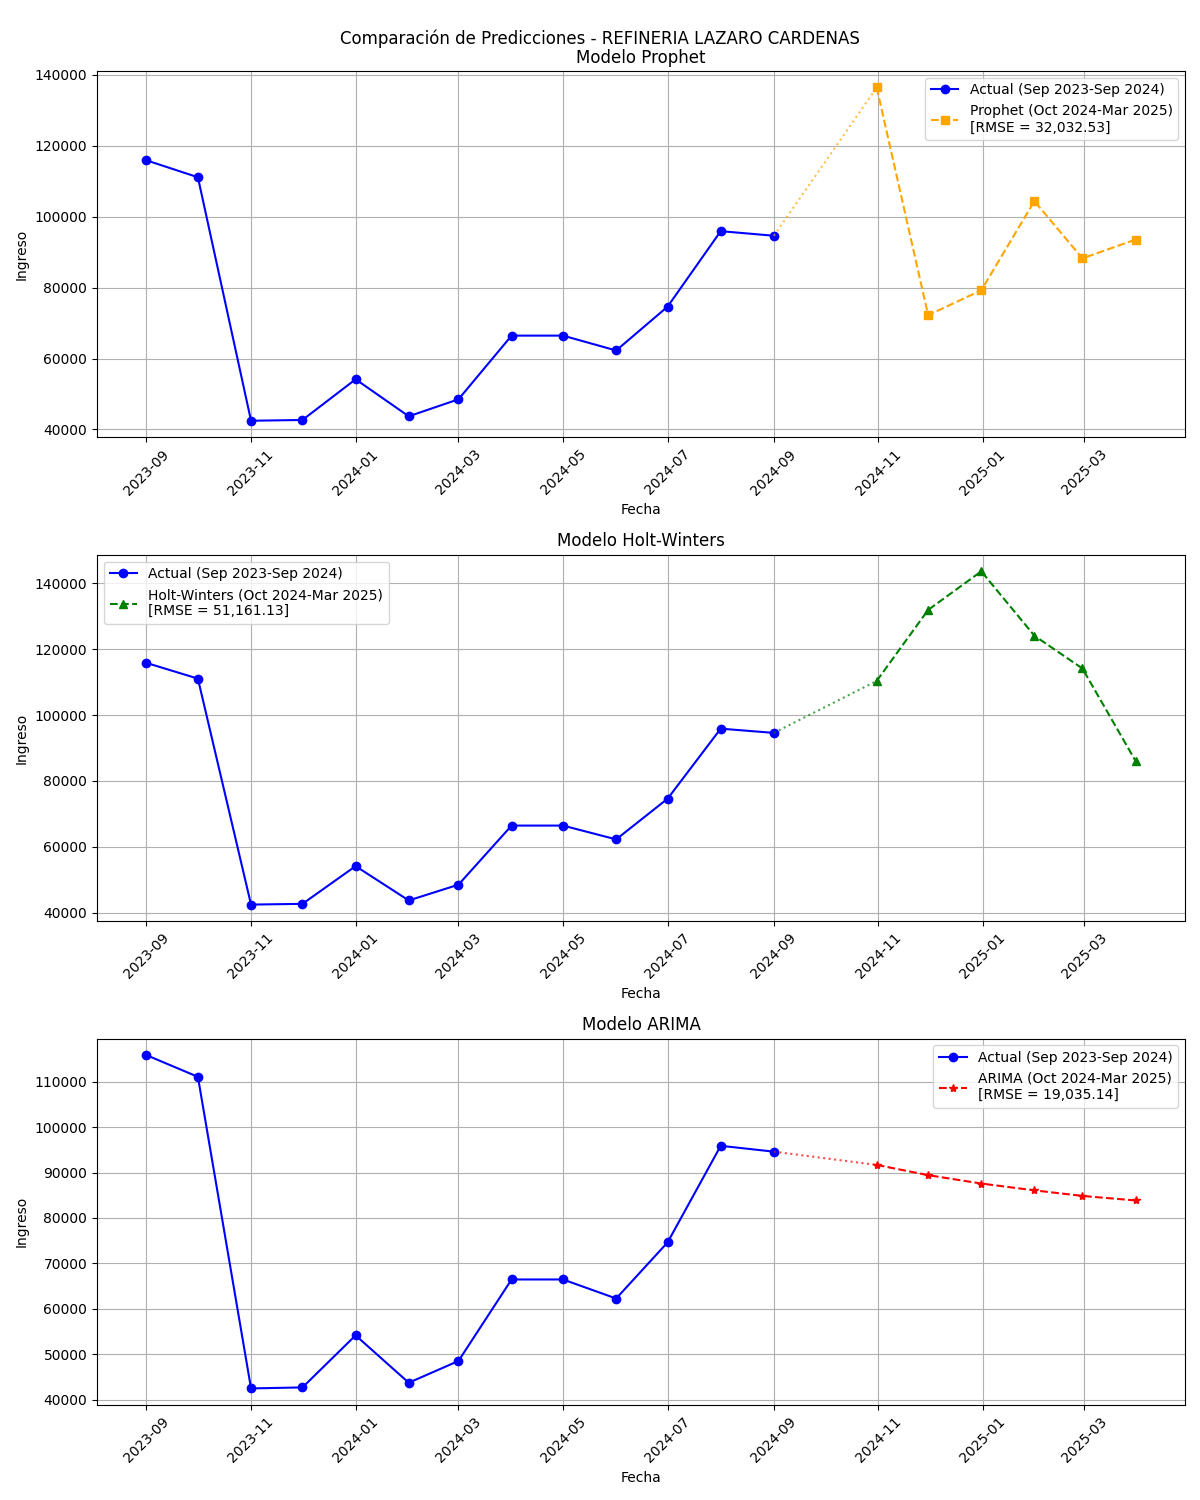 Comparación de Predicciones - REFINERIA LAZARO CARDENAS
Modelo Prophet
Actual (Sep 2023-Sep 2024)
Prophet (Oct 2024-Mar 2025)
[RMSE = 32,032.53]
140000
120000
100000
80000
60000
40000
Ingreso
2023-09
2023-11
2024-01
2024-03
2024-05
2024-07
2024-09
2024-11
2025-01
2025-03
Fecha
Modelo Holt-Winters
Actual (Sep 2023-Sep 2024)
Holt-Winters (Oct 2024-Mar 2025)
[RMSE = 51,161.13]
140000
120000
100000
80000
60000
40000
Ingreso
2023-09
2023-11
2024-01
2024-03
2024-05
2024-07
2024-09
2024-11
2025-01
2025-03
Fecha
Modelo ARIMA
Actual (Sep 2023-Sep 2024)
ARIMA (Oct 2024-Mar 2025)
[RMSE = 19,035.14]
110000
100000
90000
80000
70000
60000
50000
40000
Ingreso
2023-09
2023-11
2024-01
2024-03
2024-05
2024-07
2024-09
2024-11
2025-01
2025-03
Fecha